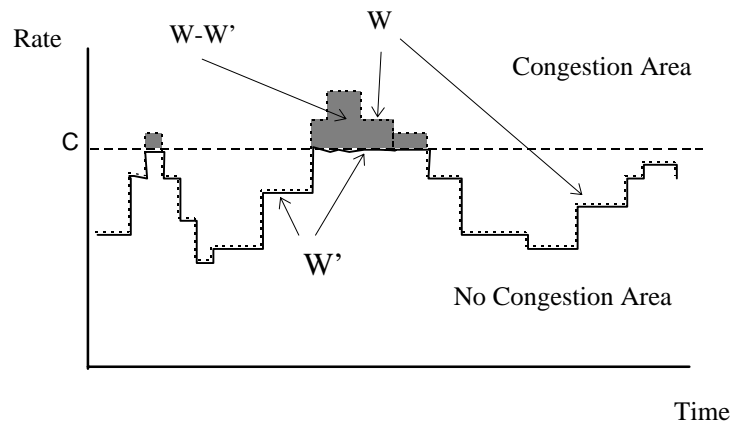 W
W-W’
Rate
Congestion Area
C
W’
No Congestion Area
Time